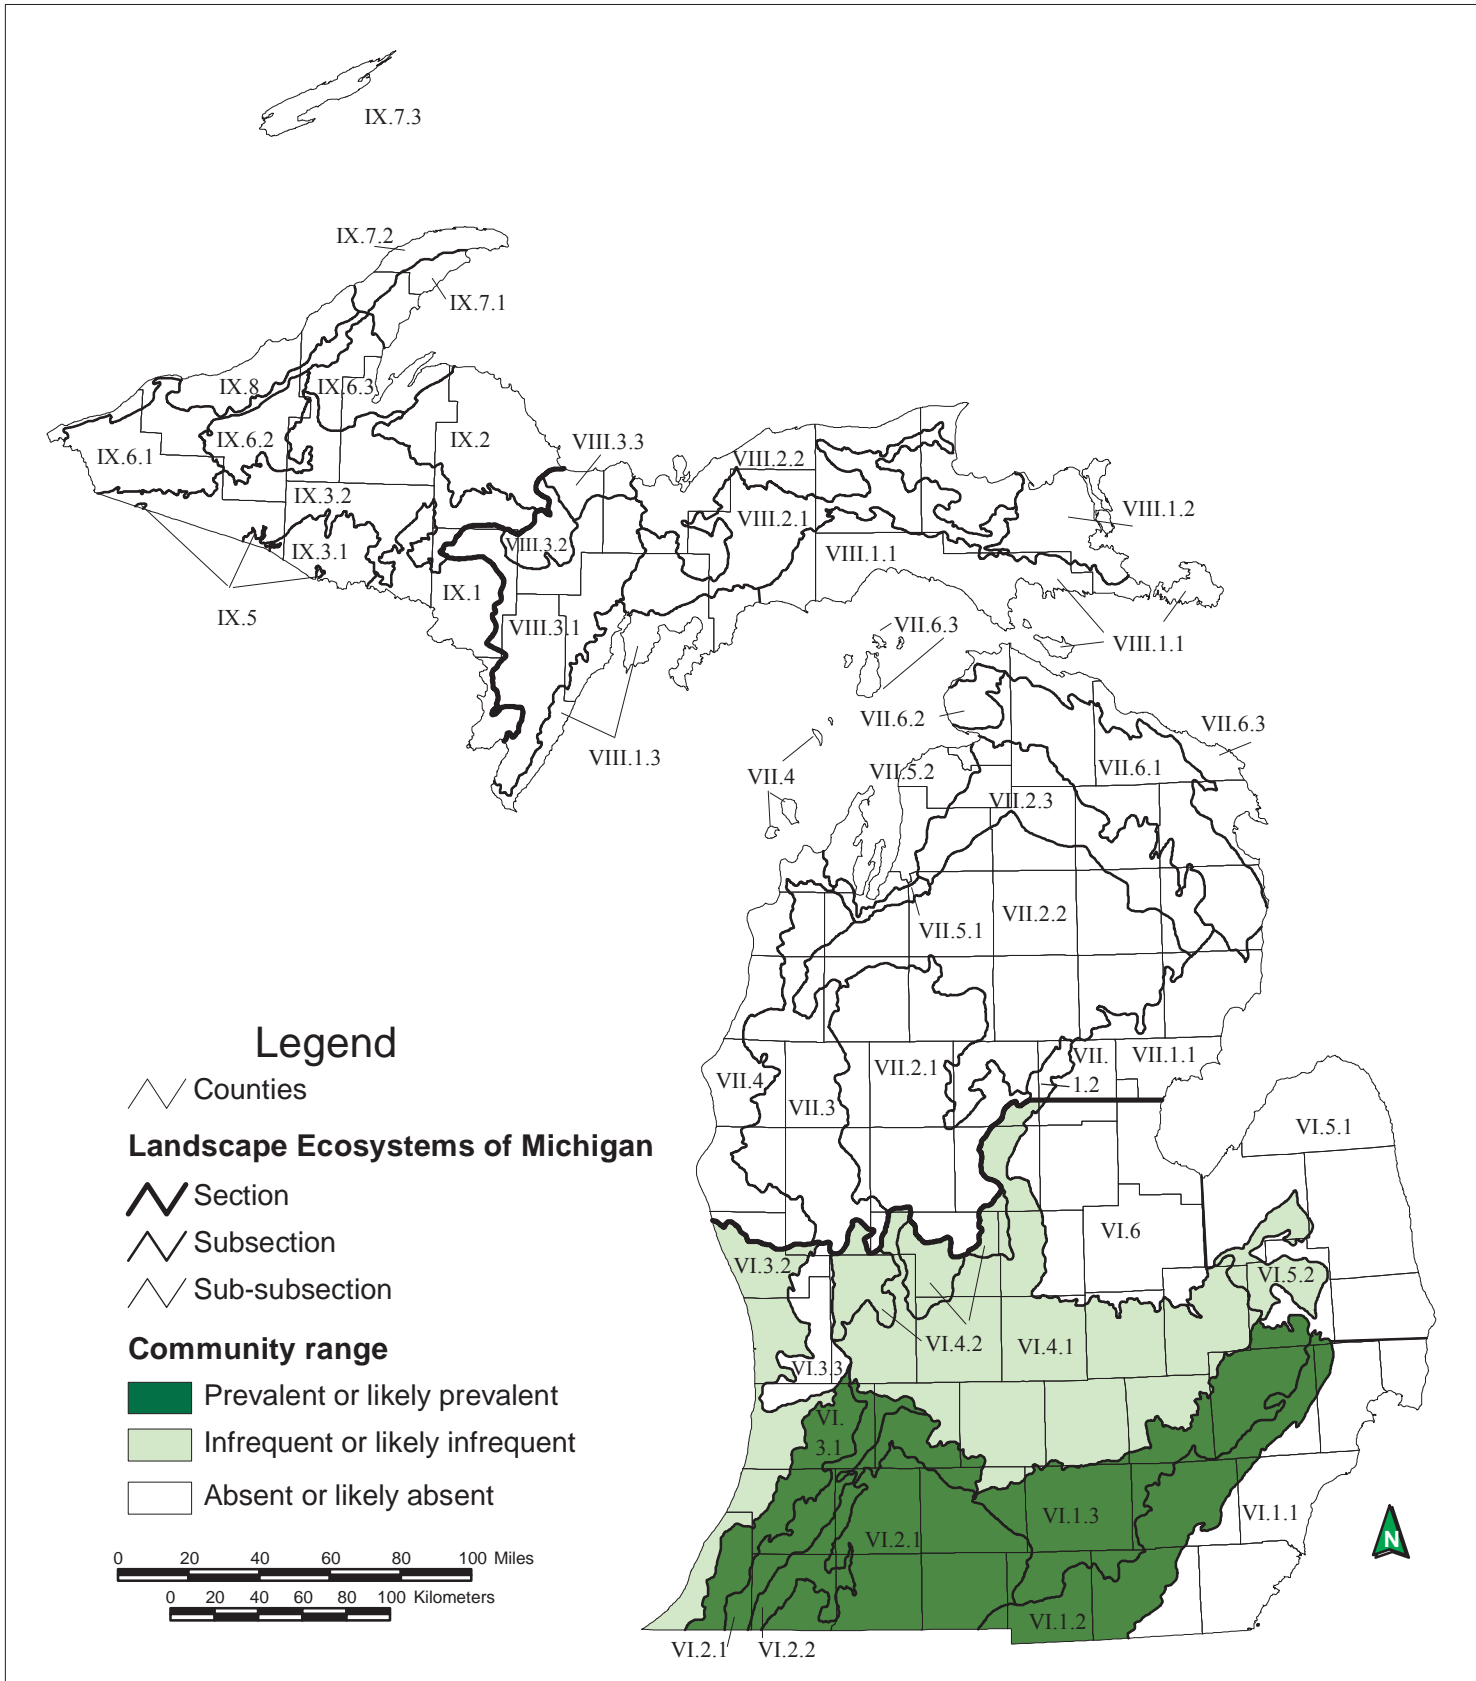 IX.7.3
IX.7.2
IX.7.1
IX.8
IX.6.3
IX.6.2
IX.6.1
IX.2
VIII.3.3
VIII.2.2
VIII.2.1
VIII.1.2
IX.3.2
IX.3.1
VIII.3.2
VIII.1.1
IX.5
IX.1
VIII.3.1
VII.6.3
VIII.1.1
VIII.1.3
VII.6.2
VII.6.3
VII.4
VII.5.2
VII.6.1
VII.2.3
VII.2.2
VII.5.1
VII.4
VII.3
VII.2.1
VII.
1.2
VII.1.1
VI.5.1
VI.6
VI.3.2
VI.5.2
VI.4.2
VI.4.1
VI.3.3
VI.
3.1
VI.1.3
VI.1.1
VI.2.1
VI.1.2
VI.2.1
VI.2.2
Legend
Counties
Landscape Ecosystems of Michigan
Section
Subsection
Sub-subsection
Community range
Prevalent or likely prevalent
Infrequent or likely infrequent
Absent or likely absent
0 20 40 60 80 100 Miles
0 20 40 60 80 100 Kilometers
N